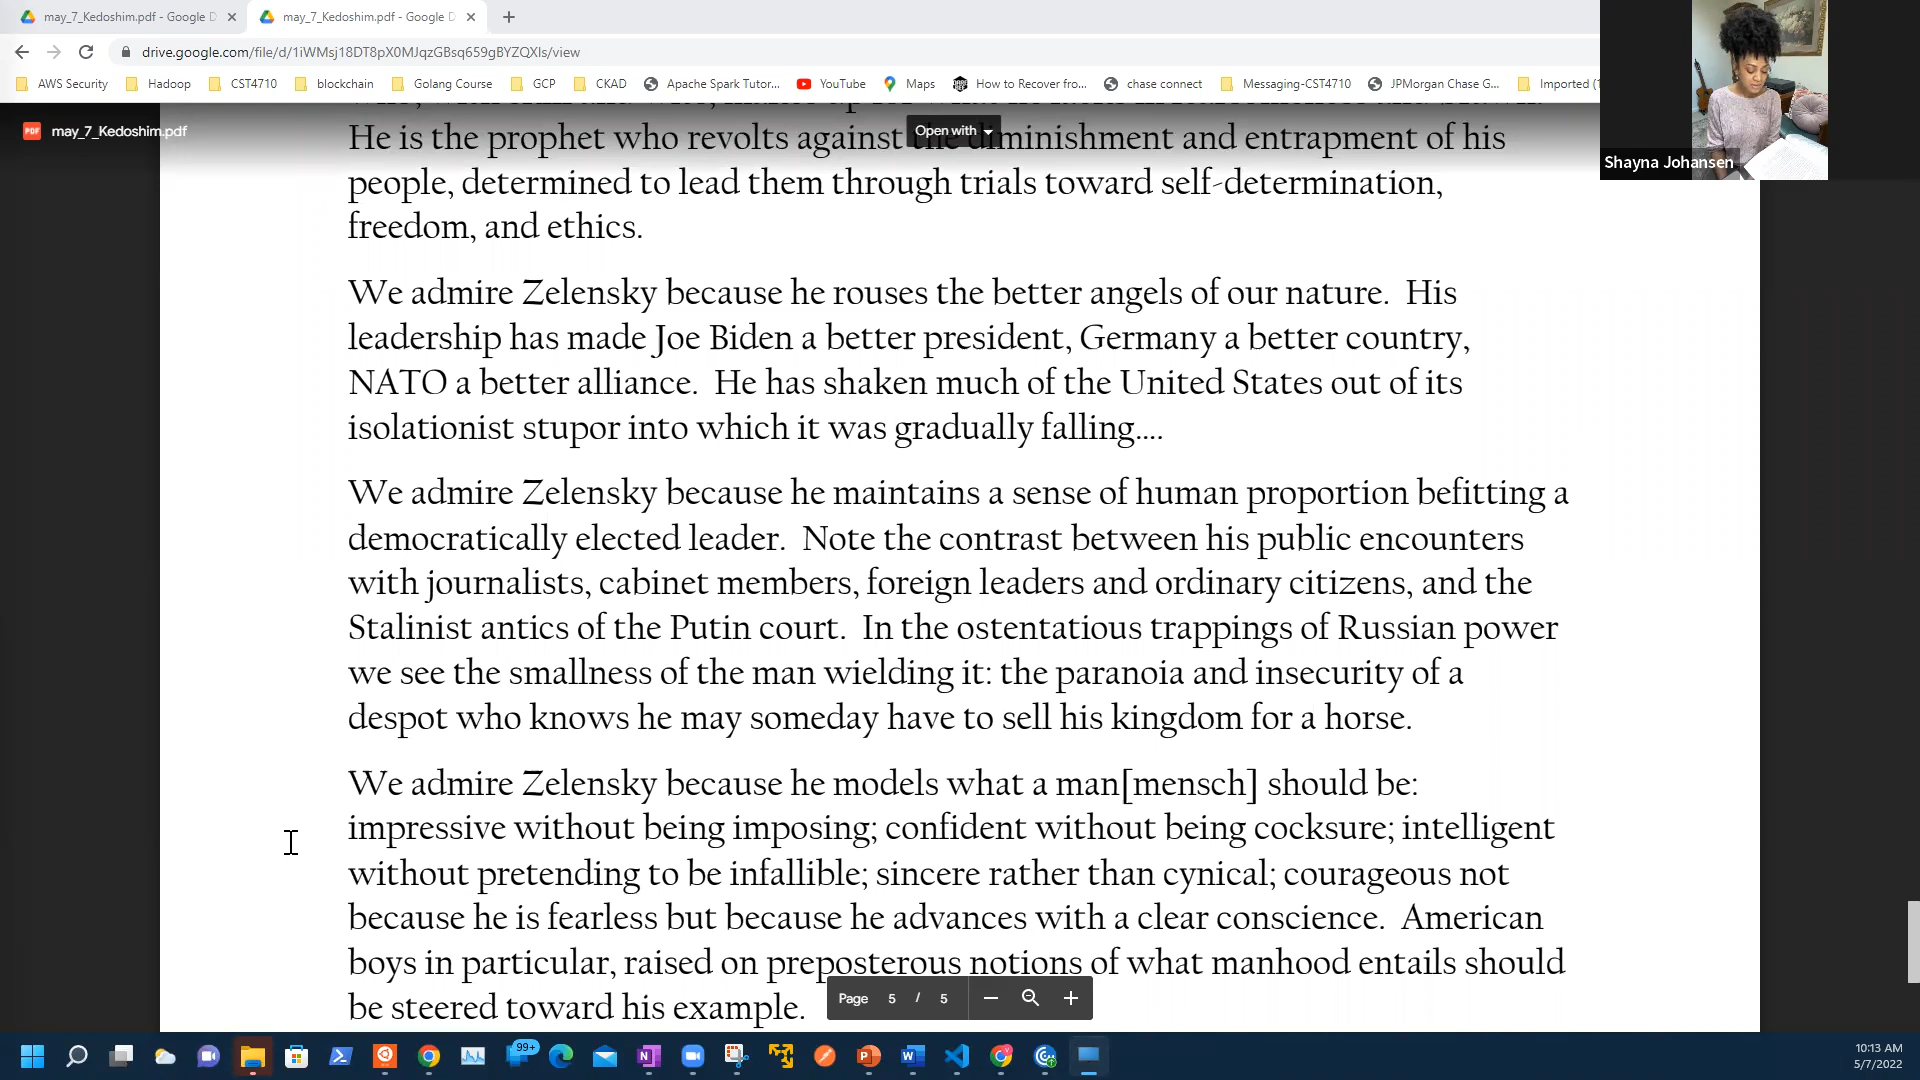 may_7_Kedoshim.pdf - Google D
may_7_Kedoshim.pdf - Google D
drive.google.com/file/d/1iWMsj18DT8pX0MJqzGBsq659gBYZQXls/view
AWS Security Hadoop CST4710 blockchain Golang Course GCP CKAD Apache Spark Tutor... YouTube Maps How to Recover fro... chase connect Messaging-CST4710 JPMorgan Chase G... Imported (1
PDF may_7_Kedoshim.pdf
Open with
Shayna Johansen
He is the prophet who revolts against the diminishment and entrapment of his
people, determined to lead them through trials toward self-determination,
freedom, and ethics.
We admire Zelensky because he rouses the better angels of our nature. His
leadership has made Joe Biden a better president, Germany a better country,
NATO a better alliance. He has shaken much of the United States out of its
isolationist stupor into which it was gradually falling....
We admire Zelensky because he maintains a sense of human proportion befitting a
democratically elected leader. Note the contrast between his public encounters
with journalists, cabinet members, foreign leaders and ordinary citizens, and the
Stalinist antics of the Putin court. In the ostentatious trappings of Russian power
we see the smallness of the man wielding it: the paranoia and insecurity of a
despot who knows he may someday have to sell his kingdom for a horse.
We admire Zelensky because he models what a man[mensch] should be:
impressive without being imposing; confident without being cocksure; intelligent
without pretending to be infallible; sincere rather than cynical; courageous not
because he is fearless but because he advances with a clear conscience. American
boys in particular, raised on preposterous notions of what manhood entails should
be steered toward his example.
Page 5 / 5
99+
10:13 AM
5/7/2022